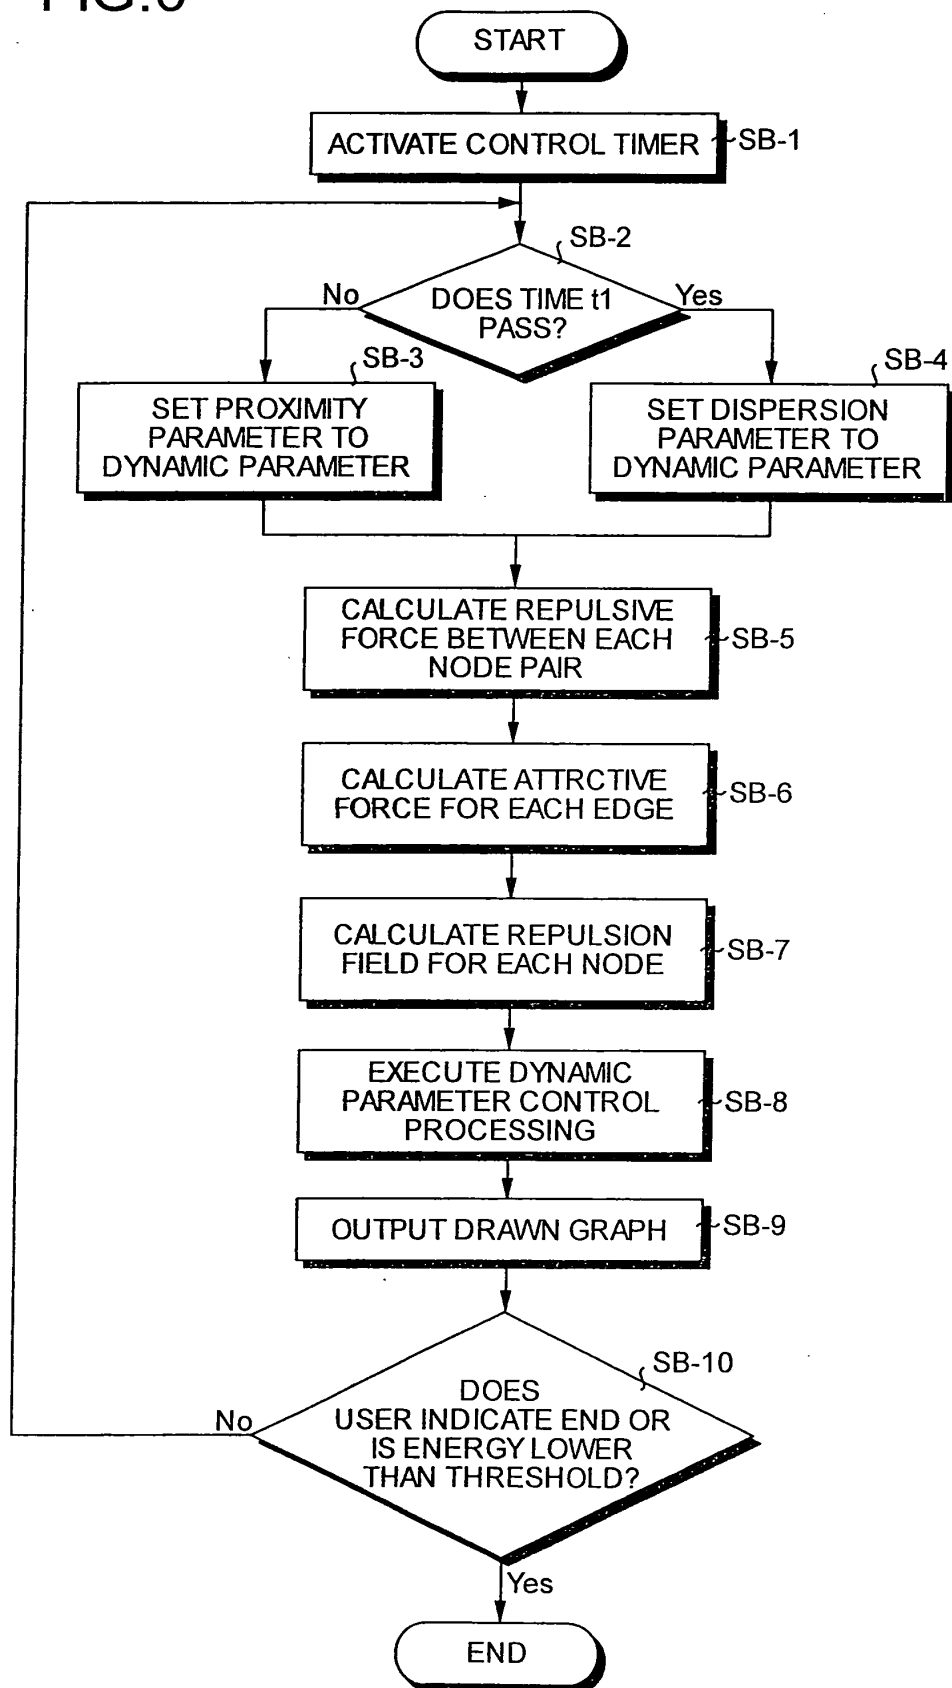 START
ACTIVATE CONTROL TIMER
SB-1
SB-2
No
DOES TIME t1
PASS?
Yes
SB-3
SET PROXIMITY
PARAMETER TO
DYNAMIC PARAMETER
SB-4
SET DISPERSION
PARAMETER TO
DYNAMIC PARAMETER
CALCULATE REPULSIVE
FORCE BETWEEN EACH
NODE PAIR
SB-5
CALCULATE ATTRCTIVE
FORCE FOR EACH EDGE
SB-6
CALCULATE REPULSION
FIELD FOR EACH NODE
SB-7
EXECUTE DYNAMIC
PARAMETER CONTROL
PROCESSING
SB-8
OUTPUT DRAWN GRAPH
SB-9
SB-10
No
DOES
USER INDICATE END OR
IS ENERGY LOWER
THAN THRESHOLD?
Yes
END